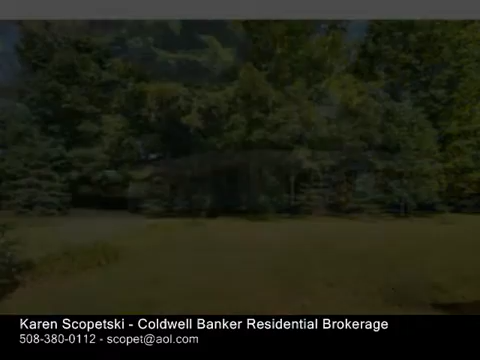 Karen Scopetski - Coldwell Banker Residential Brokerage
508-380-0112 - scopet@aol.com